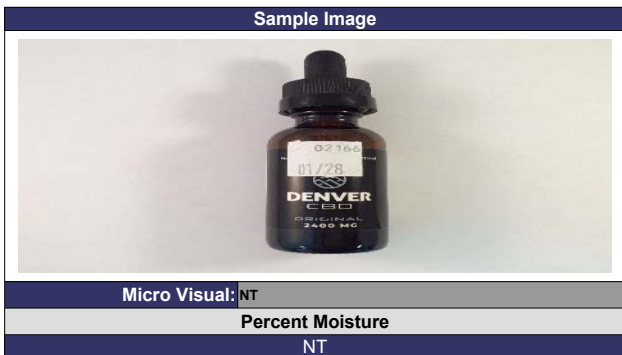 Sample Image
02166
01/28
DENVER
CBD
ORIGINAL
2400 MG
Micro Visual: NT
Percent Moisture
NT